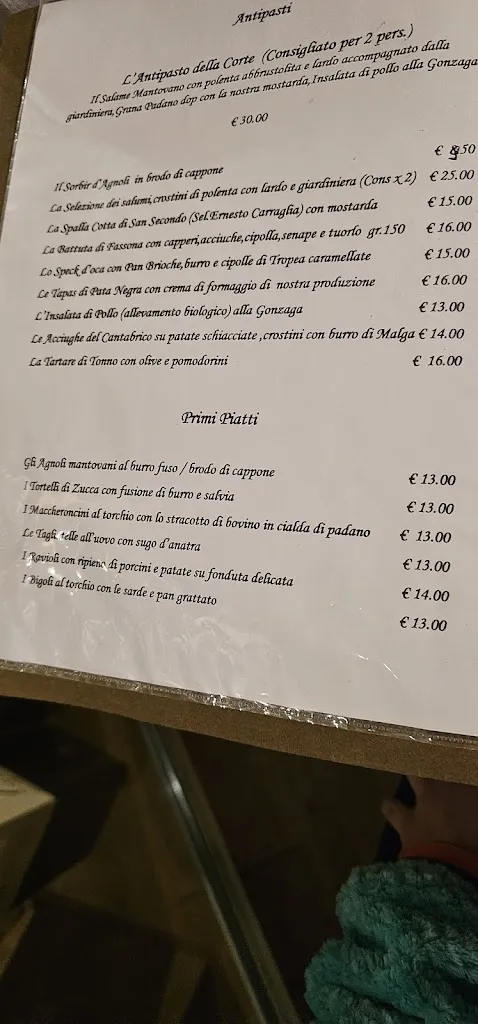 Antipasti
L'Antipasto della Corte (Consigliato per 2 pers.)
Il Salame Mantovano con polenta abbrustolita e lardo accompagnato dalla
giardiniera, Grana Padano dop con la nostra mostarda, Insalata di pollo alla Gonzaga
€ 30.00
Il Sorbir d'Agnoli in brodo di cappone € 8,50
La Selezione dei salumi, crostini di polenta con lardo e giardiniera (Cons x 2) € 25.00
La Spalla Cotta di San Secondo (Sel. Ernesto Carraglia) con mostarda € 15.00
La Battuta di Fassona con capperi, acciuche, cipolla, senape e tuorlo gr.150 € 16.00
Lo Speck d'oca con Pan Brioche, burro e cipolle di Tropea caramellate € 15.00
Le Tapas di Pata Negra con crema di formaggio di nostra produzione € 16.00
L'Insalata di Pollo (allevamento biologico) alla Gonzaga € 13.00
Le Acciughe del Cantabrico su patate schiacciate, crostini con burro di Malga € 14.00
La Tartare di Tonno con olive e pomodorini € 16.00
Primi Piatti
Gli Agnoli mantovani al burro fuso / brodo di cappone € 13.00
I Tortelli di Zucca con fusione di burro e salvia € 13.00
I Maccheroncini al torchio con lo stracotto di bovino in cialda di padano € 13.00
Le Tagliatelle all'uovo con sugo d'anatra € 13.00
I Ravioli con ripieno di porcini e patate su fonduta delicata € 14.00
I Bigoli al torchio con le sarde e pan grattato € 13.00